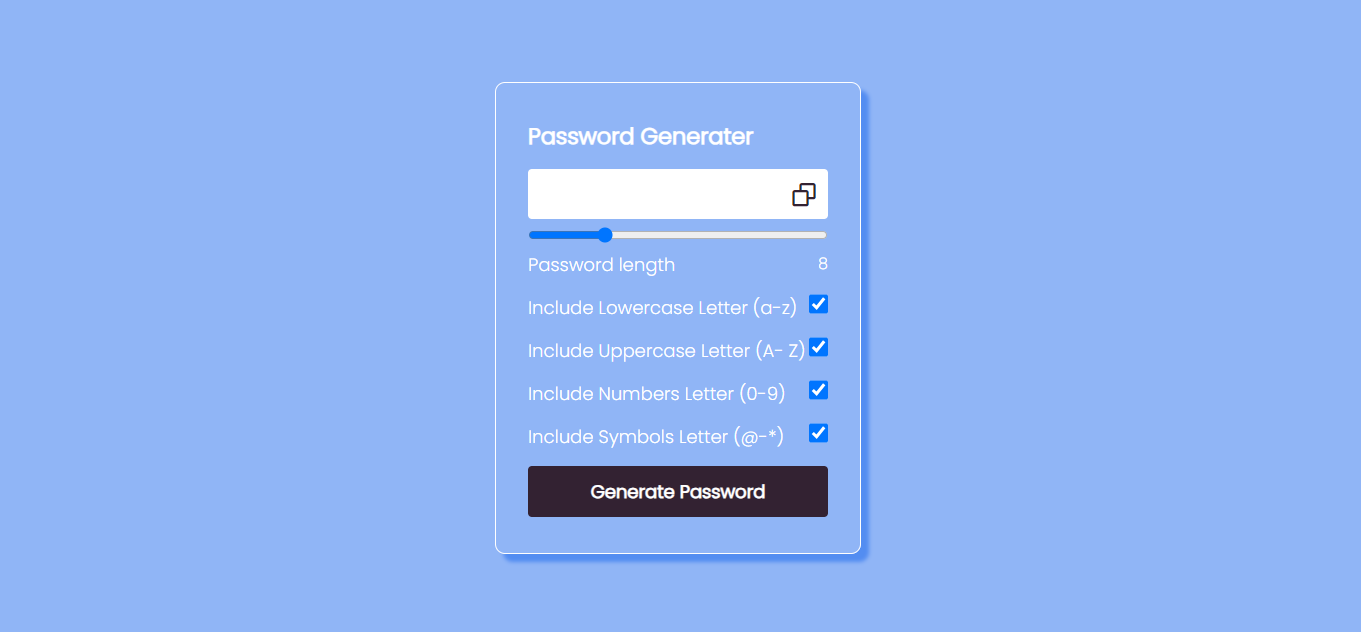 Password Generater
Password length 8
Include Lowercase Letter (a-z)
Include Uppercase Letter (A- Z)
Include Numbers Letter (0-9)
Include Symbols Letter (@-*)
Generate Password